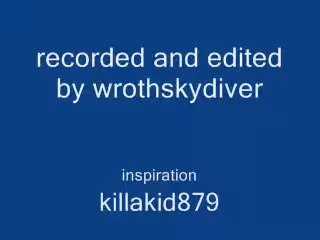 recorded and edited
by wrothskydiver
inspiration
killakid879